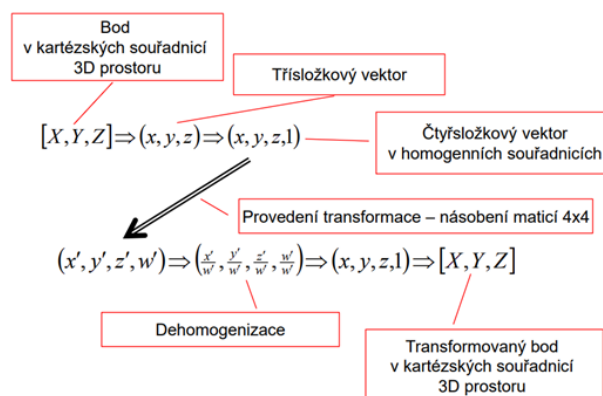 Bod
v kartézských souřadnicí
3D prostoru
Třísložkový vektor
[X,Y,Z]⇒(x,y,z)⇒(x,y,z,1)
Čtyřsložkový vektor
v homogenních souřadnicích
Provedení transformace – násobení maticí 4x4
(x′,y′,z′,w′)⇒(x′/w′,y′/w′,z′/w′,w′/w′)⇒(x,y,z,1)⇒[X,Y,Z]
Dehomogenizace
Transformovaný bod
v kartézských souřadnicí
3D prostoru